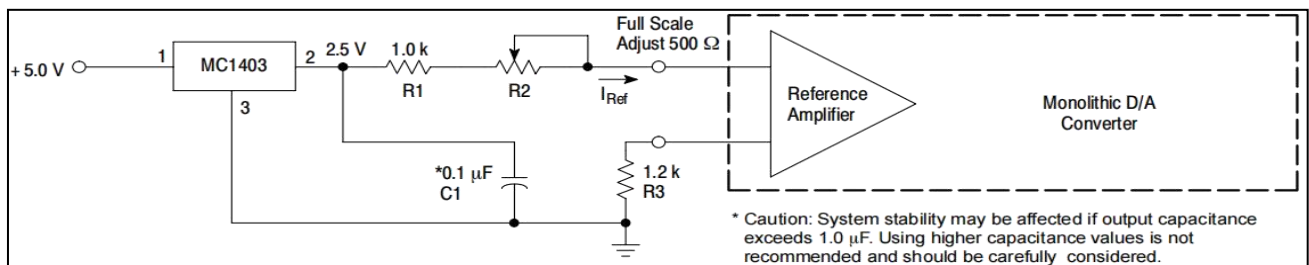 Full Scale
Adjust 500 Ω
+ 5.0 V
1
MC1403
2
2.5 V
1.0 k
R1
R2
I Ref
3
Reference
Amplifier
Monolithic D/A
Converter
*0.1 μF
C1
1.2 k
R3
* Caution: System stability may be affected if output capacitance
exceeds 1.0 μF. Using higher capacitance values is not
recommended and should be carefully considered.